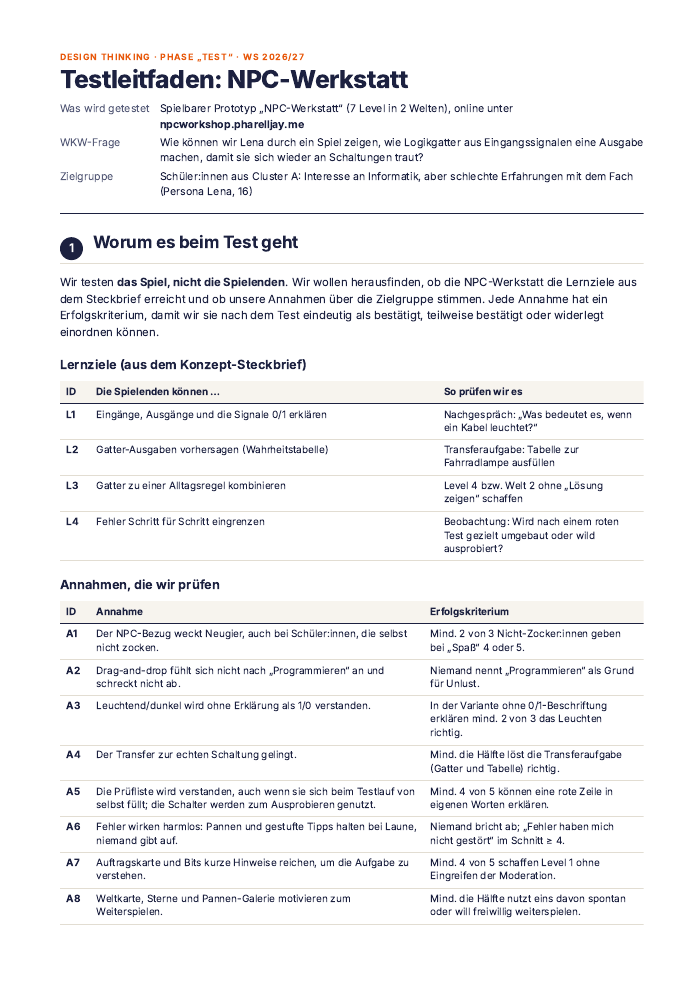 DESIGN THINKING · PHASE „TEST“ · WS 2026/27
Testleitfaden: NPC-Werkstatt
Was wird getestet Spielbarer Prototyp „NPC-Werkstatt“ (7 Level in 2 Welten), online unter
npcworkshop.pharelljay.me
WKW-Frage Wie können wir Lena durch ein Spiel zeigen, wie Logikgatter aus Eingangssignalen eine Ausgabe
machen, damit sie sich wieder an Schaltungen traut?
Zielgruppe Schüler:innen aus Cluster A: Interesse an Informatik, aber schlechte Erfahrungen mit dem Fach
(Persona Lena, 16)
1 Worum es beim Test geht
Wir testen das Spiel, nicht die Spielenden. Wir wollen herausfinden, ob die NPC-Werkstatt die Lernziele aus
dem Steckbrief erreicht und ob unsere Annahmen über die Zielgruppe stimmen. Jede Annahme hat ein
Erfolgskriterium, damit wir sie nach dem Test eindeutig als bestätigt, teilweise bestätigt oder widerlegt
einordnen können.
Lernziele (aus dem Konzept-Steckbrief)
ID Die Spielenden können … So prüfen wir es
L1 Eingänge, Ausgänge und die Signale 0/1 erklären Nachgespräch: „Was bedeutet es, wenn
ein Kabel leuchtet?“
L2 Gatter-Ausgaben vorhersagen (Wahrheitstabelle) Transferaufgabe: Tabelle zur
Fahrradlampe ausfüllen
L3 Gatter zu einer Alltagsregel kombinieren Level 4 bzw. Welt 2 ohne „Lösung
zeigen“ schaffen
L4 Fehler Schritt für Schritt eingrenzen Beobachtung: Wird nach einem roten
Test gezielt umgebaut oder wild
ausprobiert?
Annahmen, die wir prüfen
ID Annahme Erfolgskriterium
A1 Der NPC-Bezug weckt Neugier, auch bei Schüler:innen, die selbst Mind. 2 von 3 Nicht-Zocker:innen geben
nicht zocken. bei „Spaß“ 4 oder 5.
A2 Drag-and-drop fühlt sich nicht nach „Programmieren“ an und Niemand nennt „Programmieren“ als Grund
schreckt nicht ab. für Unlust.
A3 Leuchtend/dunkel wird ohne Erklärung als 1/0 verstanden. In der Variante ohne 0/1-Beschriftung
erklären mind. 2 von 3 das Leuchten
richtig.
A4 Der Transfer zur echten Schaltung gelingt. Mind. die Hälfte löst die Transferaufgabe
(Gatter und Tabelle) richtig.
A5 Die Prüfliste wird verstanden, auch wenn sie sich beim Testlauf von Mind. 4 von 5 können eine rote Zeile in
selbst füllt; die Schalter werden zum Ausprobieren genutzt. eigenen Worten erklären.
A6 Fehler wirken harmlos: Pannen und gestufte Tipps halten bei Laune, Niemand bricht ab; „Fehler haben mich
niemand gibt auf. nicht gestört“ im Schnitt ≥ 4.
A7 Auftragskarte und Bits kurze Hinweise reichen, um die Aufgabe zu Mind. 4 von 5 schaffen Level 1 ohne
verstehen. Eingreifen der Moderation.
A8 Weltkarte, Sterne und Pannen-Galerie motivieren zum Mind. die Hälfte nutzt eins davon spontan
Weiterspielen. oder will freiwillig weiterspielen.